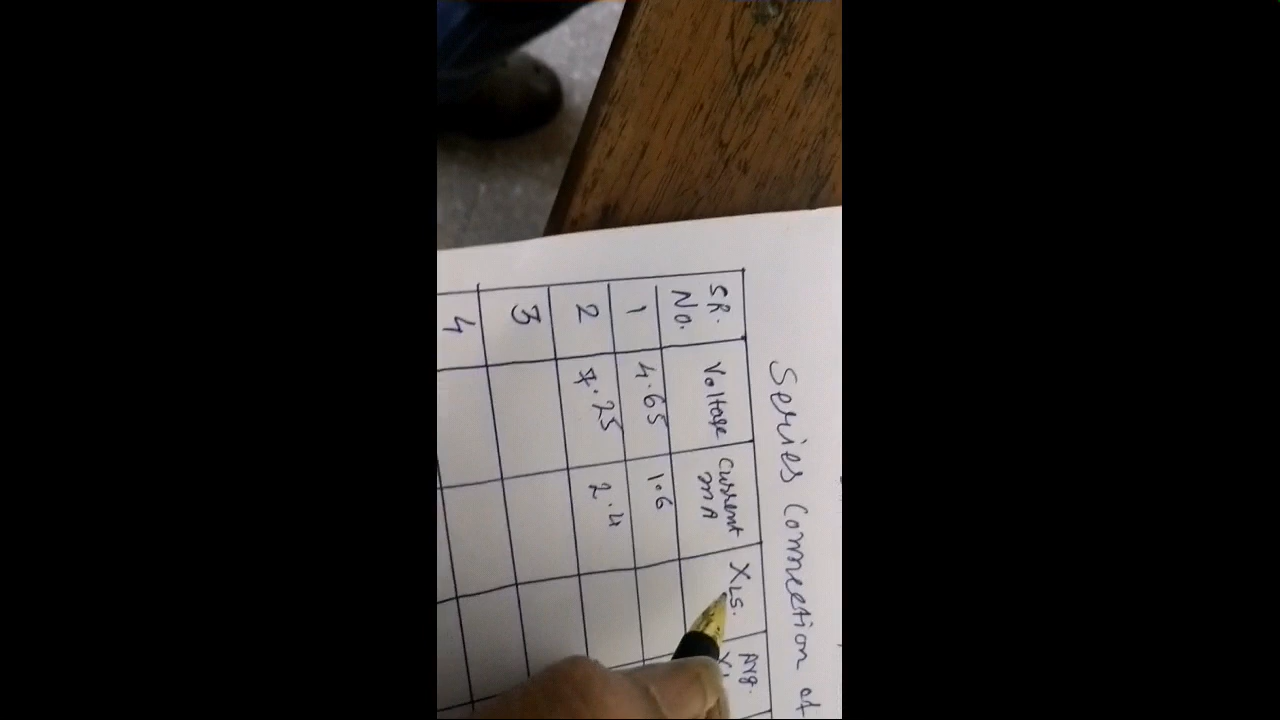 Series Connection of
SR. No. Voltage Current mA XLS. Avg.
1 4.65 1.6
2 7.25 2.4
3
4